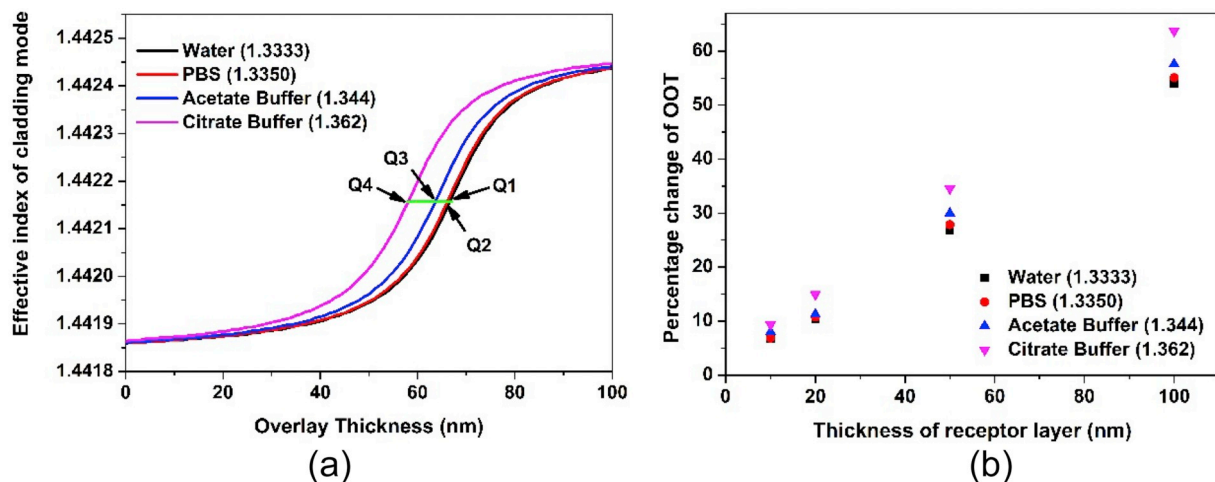 Effective index of cladding mode
1.4425
1.4424
1.4423
1.4422
1.4421
1.4420
1.4419
1.4418
Water (1.3333)
PBS (1.3350)
Acetate Buffer (1.344)
Citrate Buffer (1.362)
Q3
Q4
Q1
Q2
0 20 40 60 80 100
Overlay Thickness (nm)
(a)
Percentage change of OOT
60
50
40
30
20
10
0
Water (1.3333)
PBS (1.3350)
Acetate Buffer (1.344)
Citrate Buffer (1.362)
0 20 40 60 80 100
Thickness of receptor layer (nm)
(b)